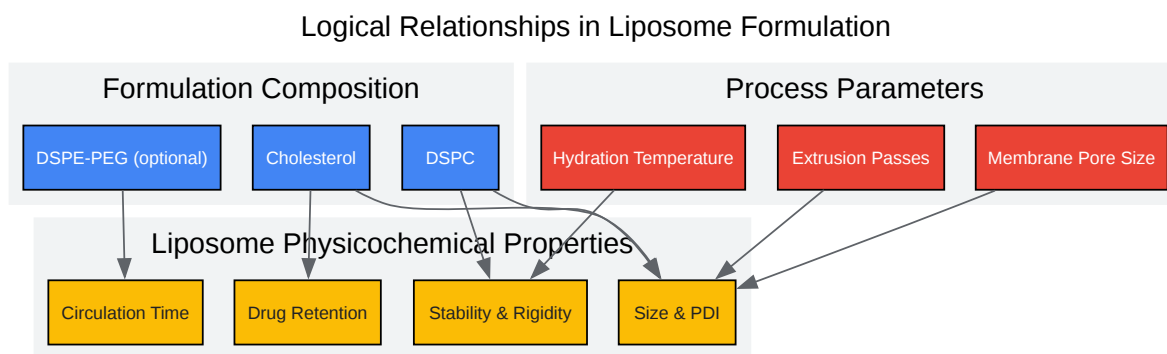 Logical Relationships in Liposome Formulation
Formulation Composition
Process Parameters
DSPE-PEG (optional)
Cholesterol
DSPC
Hydration Temperature
Extrusion Passes
Membrane Pore Size
Liposome Physicochemical Properties
Circulation Time
Drug Retention
Stability & Rigidity
Size & PDI